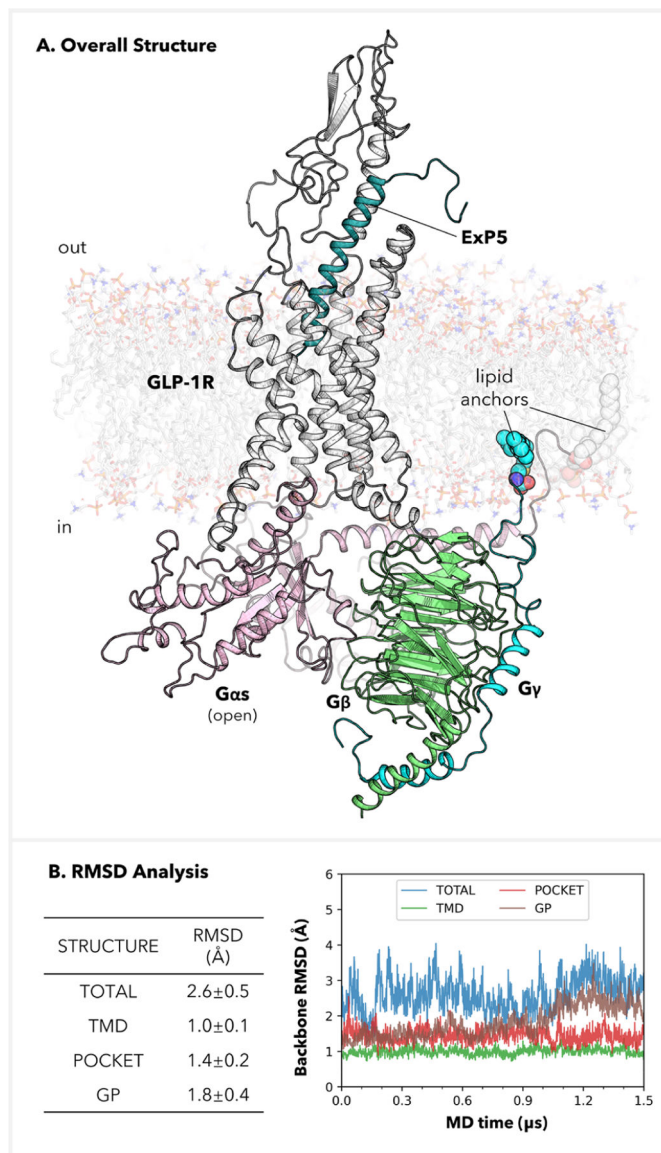 A. Overall Structure
out
ExP5
GLP-1R
lipid
anchors
in
Gαs
(open)
Gβ
Gγ
B. RMSD Analysis
STRUCTURE RMSD (Å)
TOTAL 2.6±0.5
TMD 1.0±0.1
POCKET 1.4±0.2
GP 1.8±0.4
TOTAL POCKET
TMD GP
Backbone RMSD (Å)
6
5
4
3
2
1
0
0.0 0.3 0.6 0.9 1.2 1.5
MD time (µs)